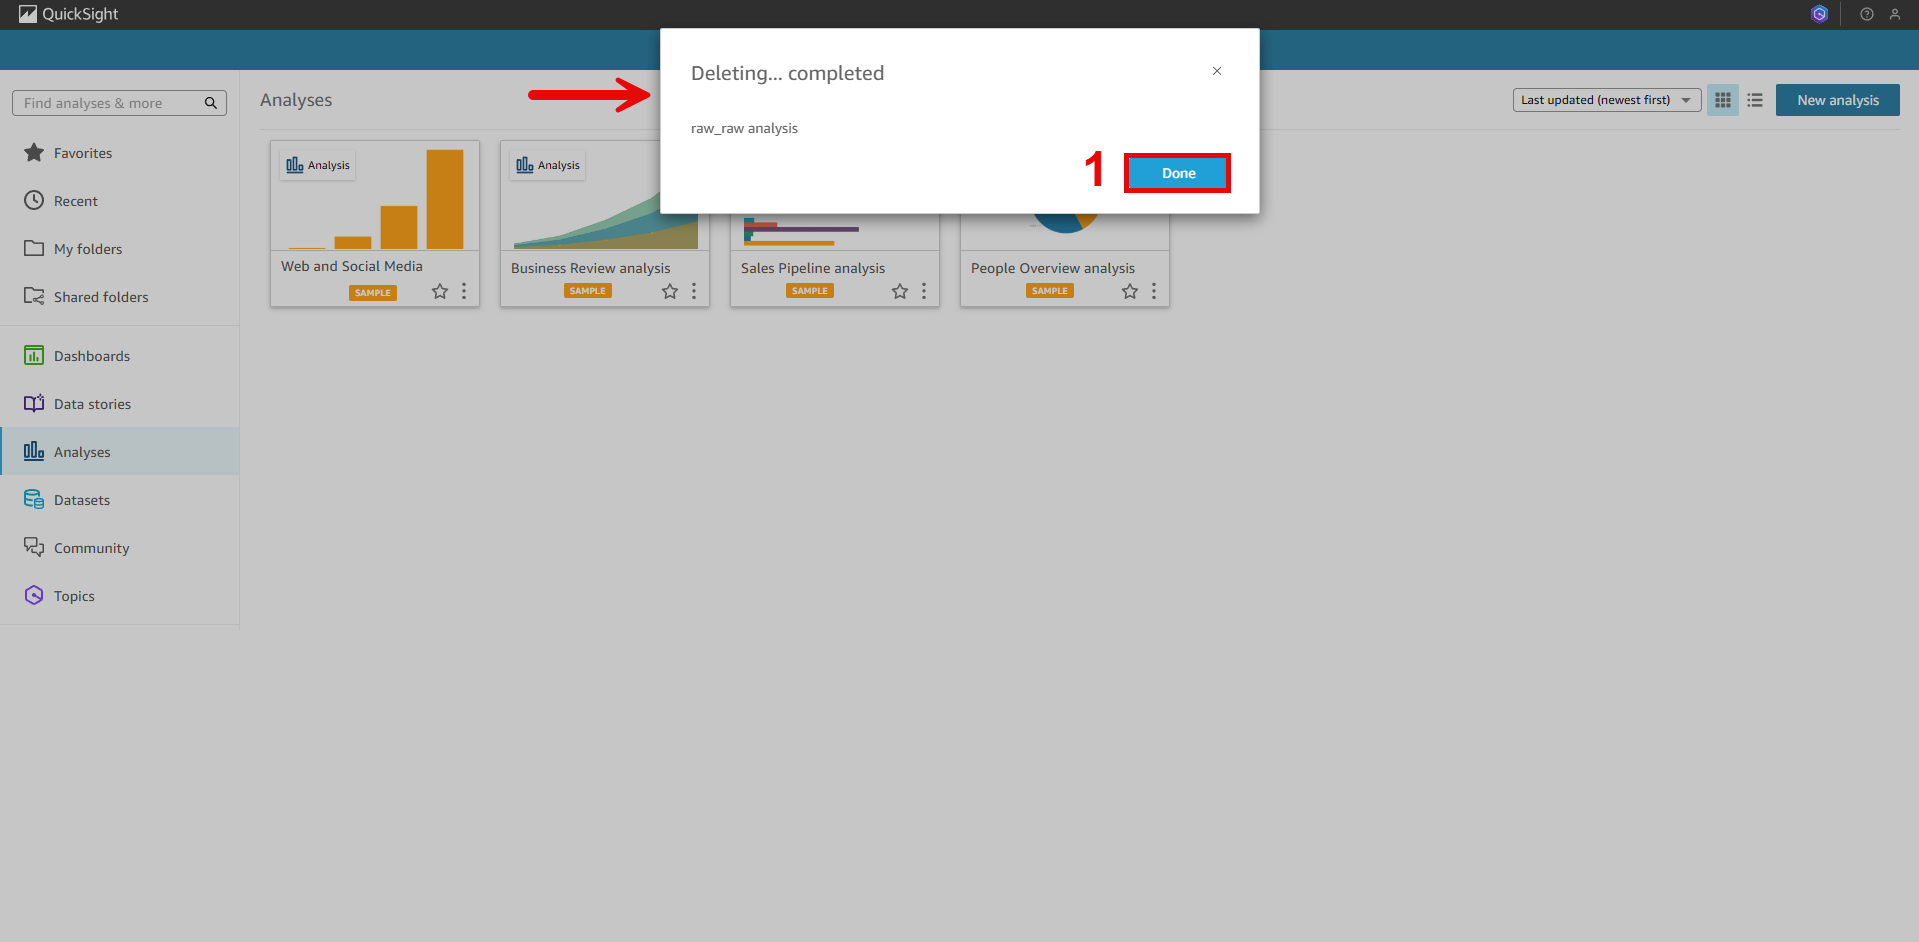 QuickSight
Deleting... completed
raw_raw analysis
1
Done
Find analyses & more
Favorites
Recent
My folders
Shared folders
Dashboards
Data stories
Analyses
Datasets
Community
Topics
Analyses
Last updated (newest first)
New analysis
Analysis
Web and Social Media
SAMPLE
Analysis
Business Review analysis
SAMPLE
Sales Pipeline analysis
SAMPLE
People Overview analysis
SAMPLE